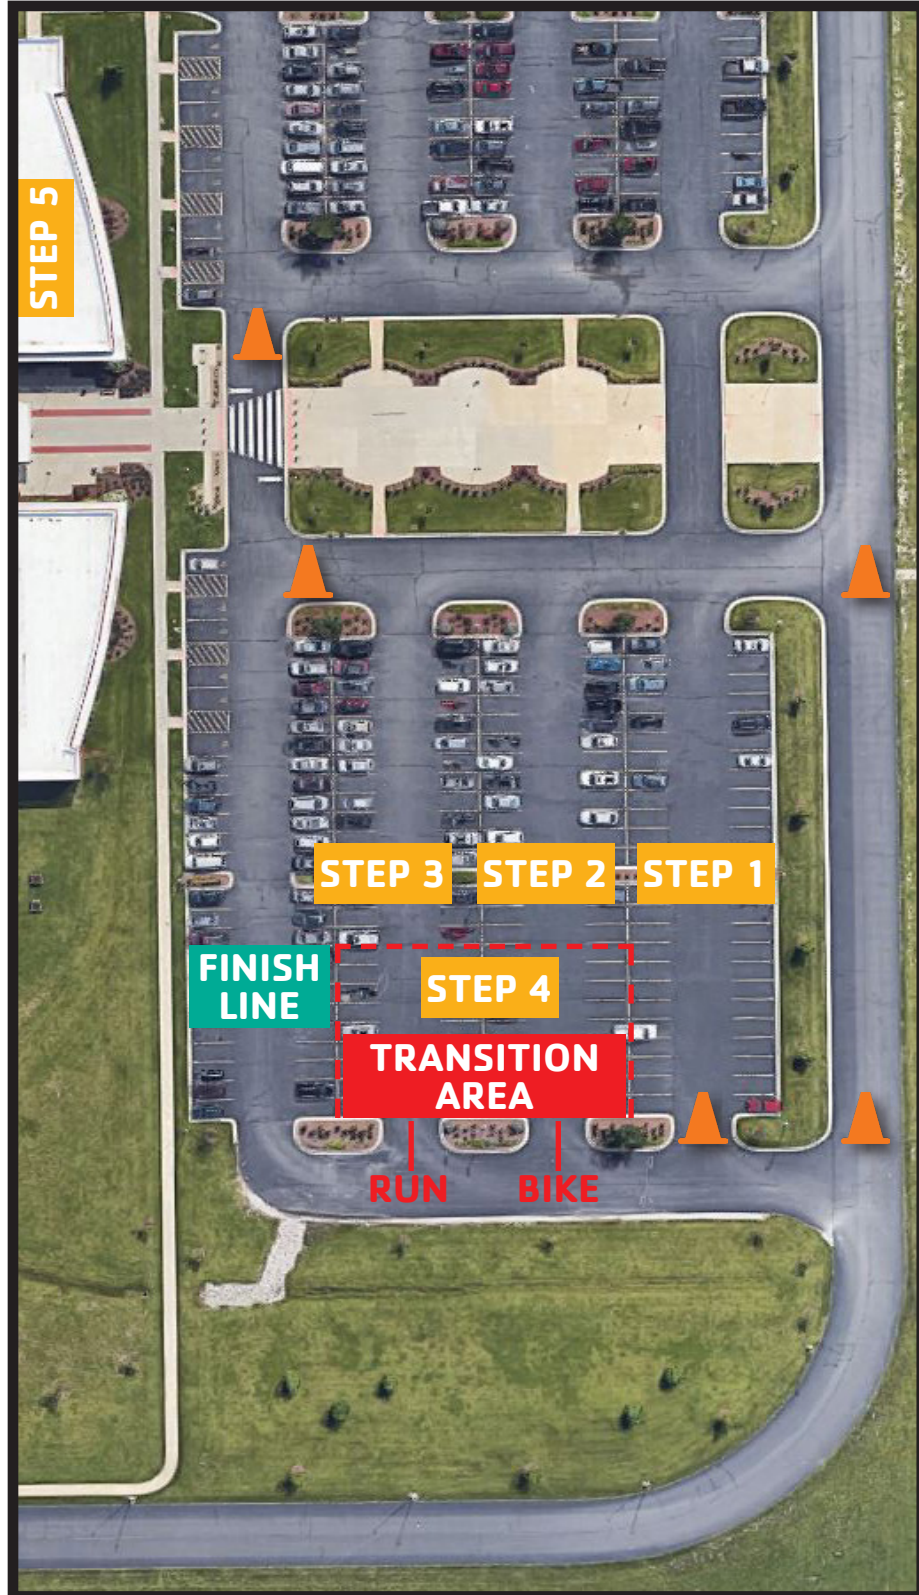 STEP 5
STEP 3
STEP 2
STEP 1
FINISH
LINE
STEP 4
TRANSITION
AREA
RUN
BIKE